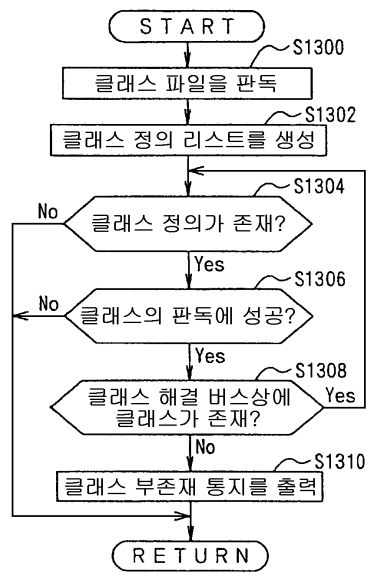 START
S1300
클래스 파일을 판독
S1302
클래스 정의 리스트를 생성
S1304
No
클래스 정의가 존재?
Yes
S1306
No
클래스의 판독에 성공?
Yes
S1308
클래스 해결 버스상에
클래스가 존재?
Yes
No
S1310
클래스 부존재 통지를 출력
RETURN